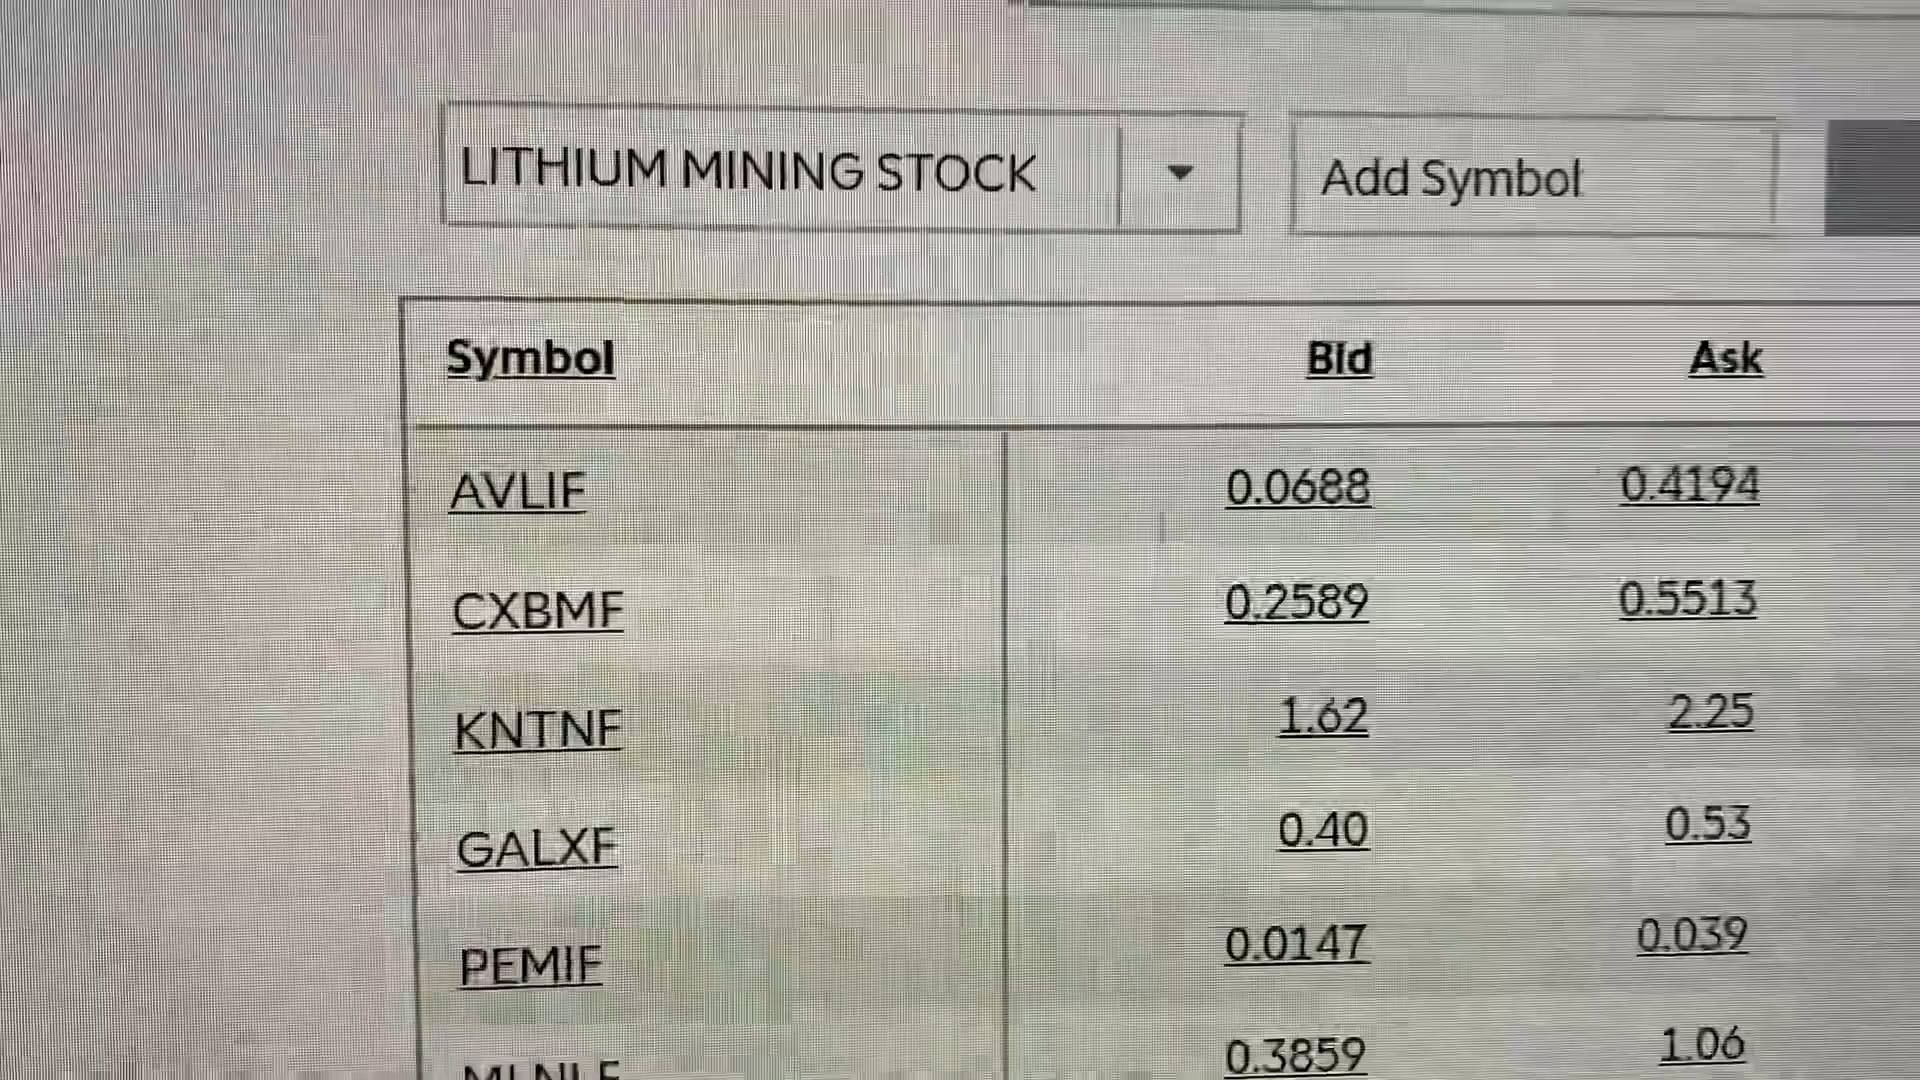 LITHIUM MINING STOCK Add Symbol
Symbol Bid Ask
AVLIF 0.0688 0.4194
CXBMF 0.2589 0.5513
KNTNF 1.62 2.25
GALXF 0.40 0.53
PEMIF 0.0147 0.039
0.3859 1.06